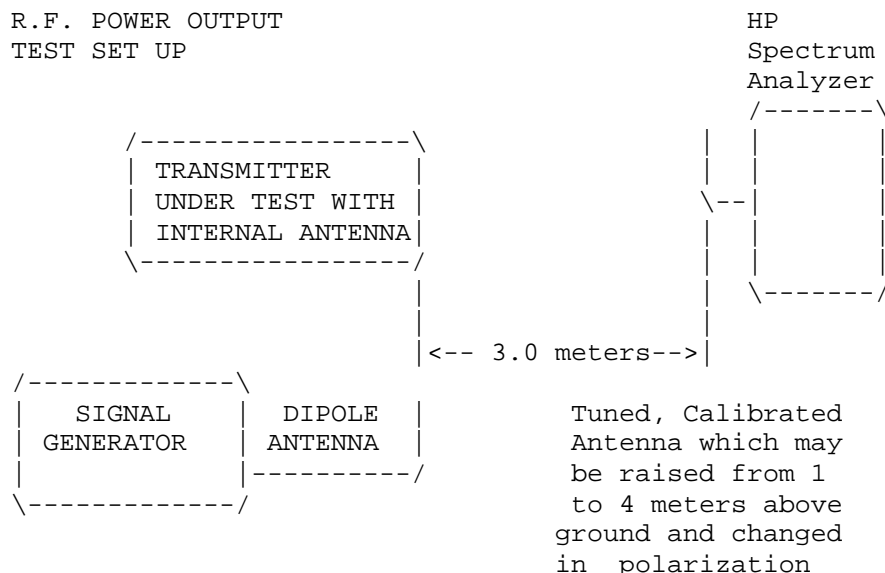 R.F. POWER OUTPUT
TEST SET UP
HP
Spectrum
Analyzer
TRANSMITTER
UNDER TEST WITH
INTERNAL ANTENNA
<-- 3.0 meters-->
SIGNAL
GENERATOR
DIPOLE
ANTENNA
Tuned, Calibrated
Antenna which may
be raised from 1
to 4 meters above
ground and changed
in polarization